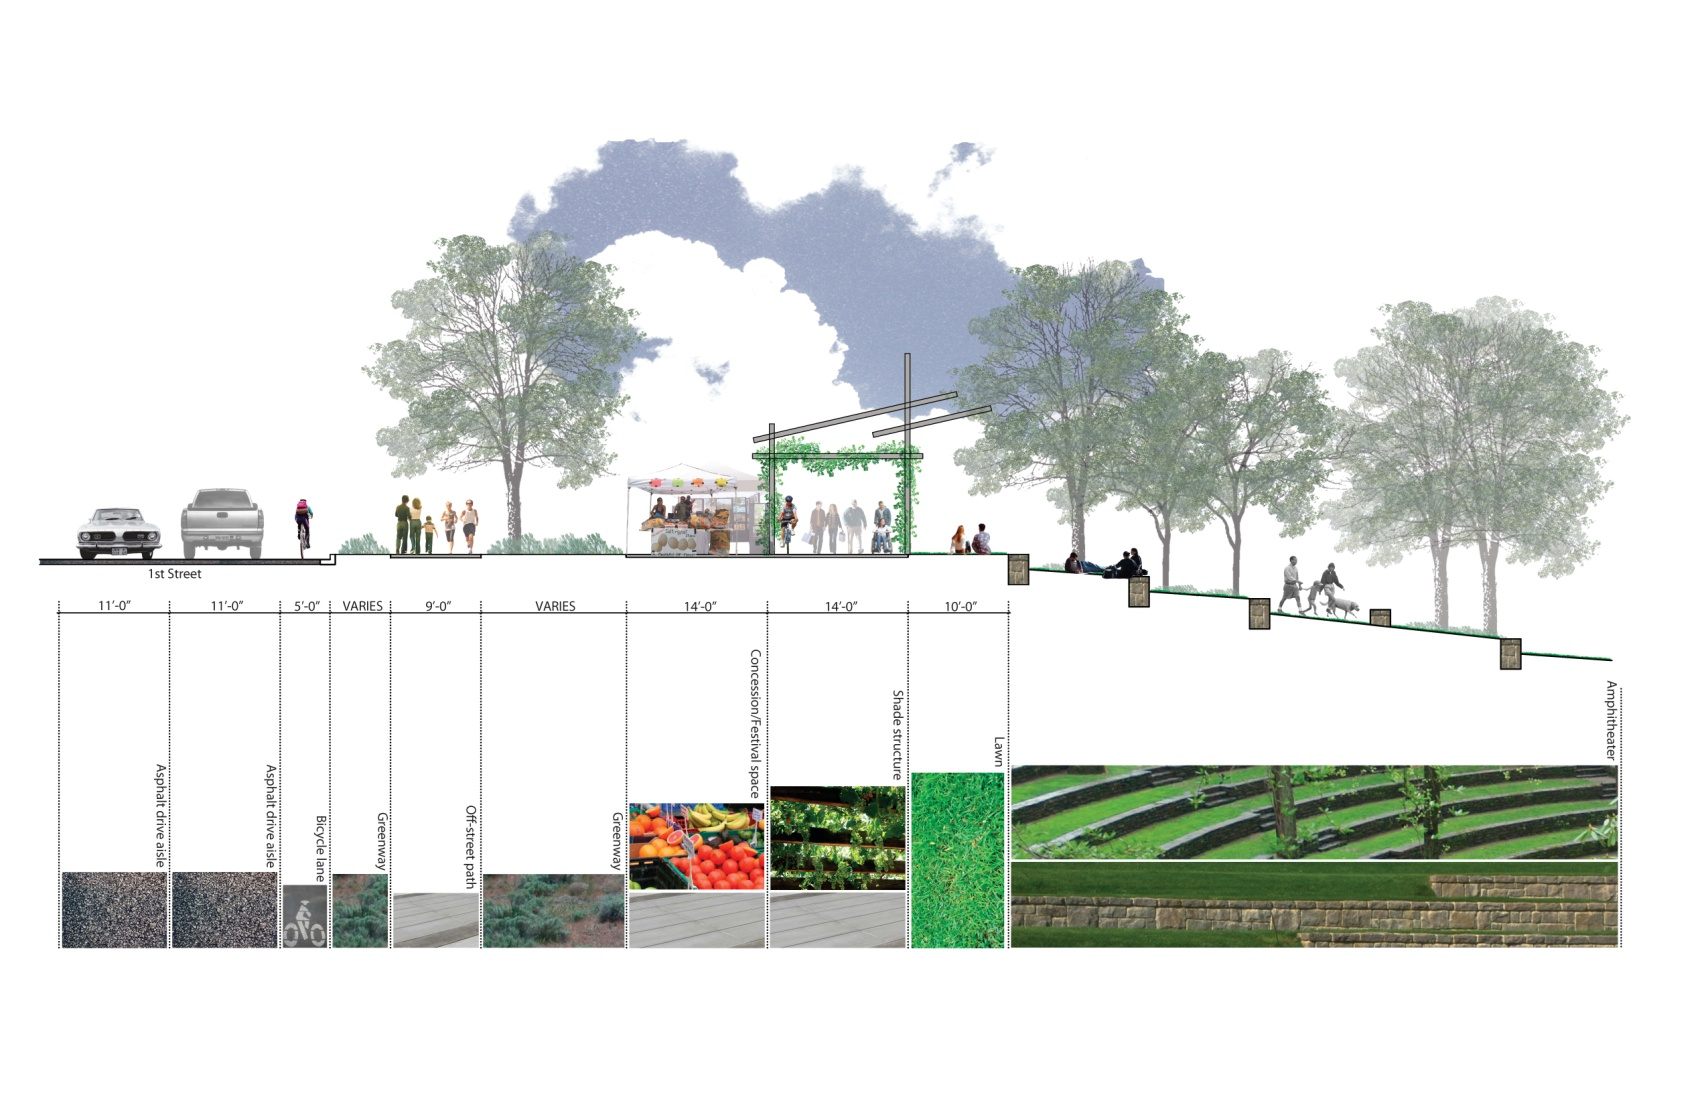 1st Street
11'-0"
11'-0"
5'-0"
VARIES
9'-0"
VARIES
14'-0"
14'-0"
10'-0"
Asphalt drive aisle
Asphalt drive aisle
Bicycle lane
Greenway
Off-street path
Greenway
Concession/Festival space
Shade structure
Lawn
Amphitheater